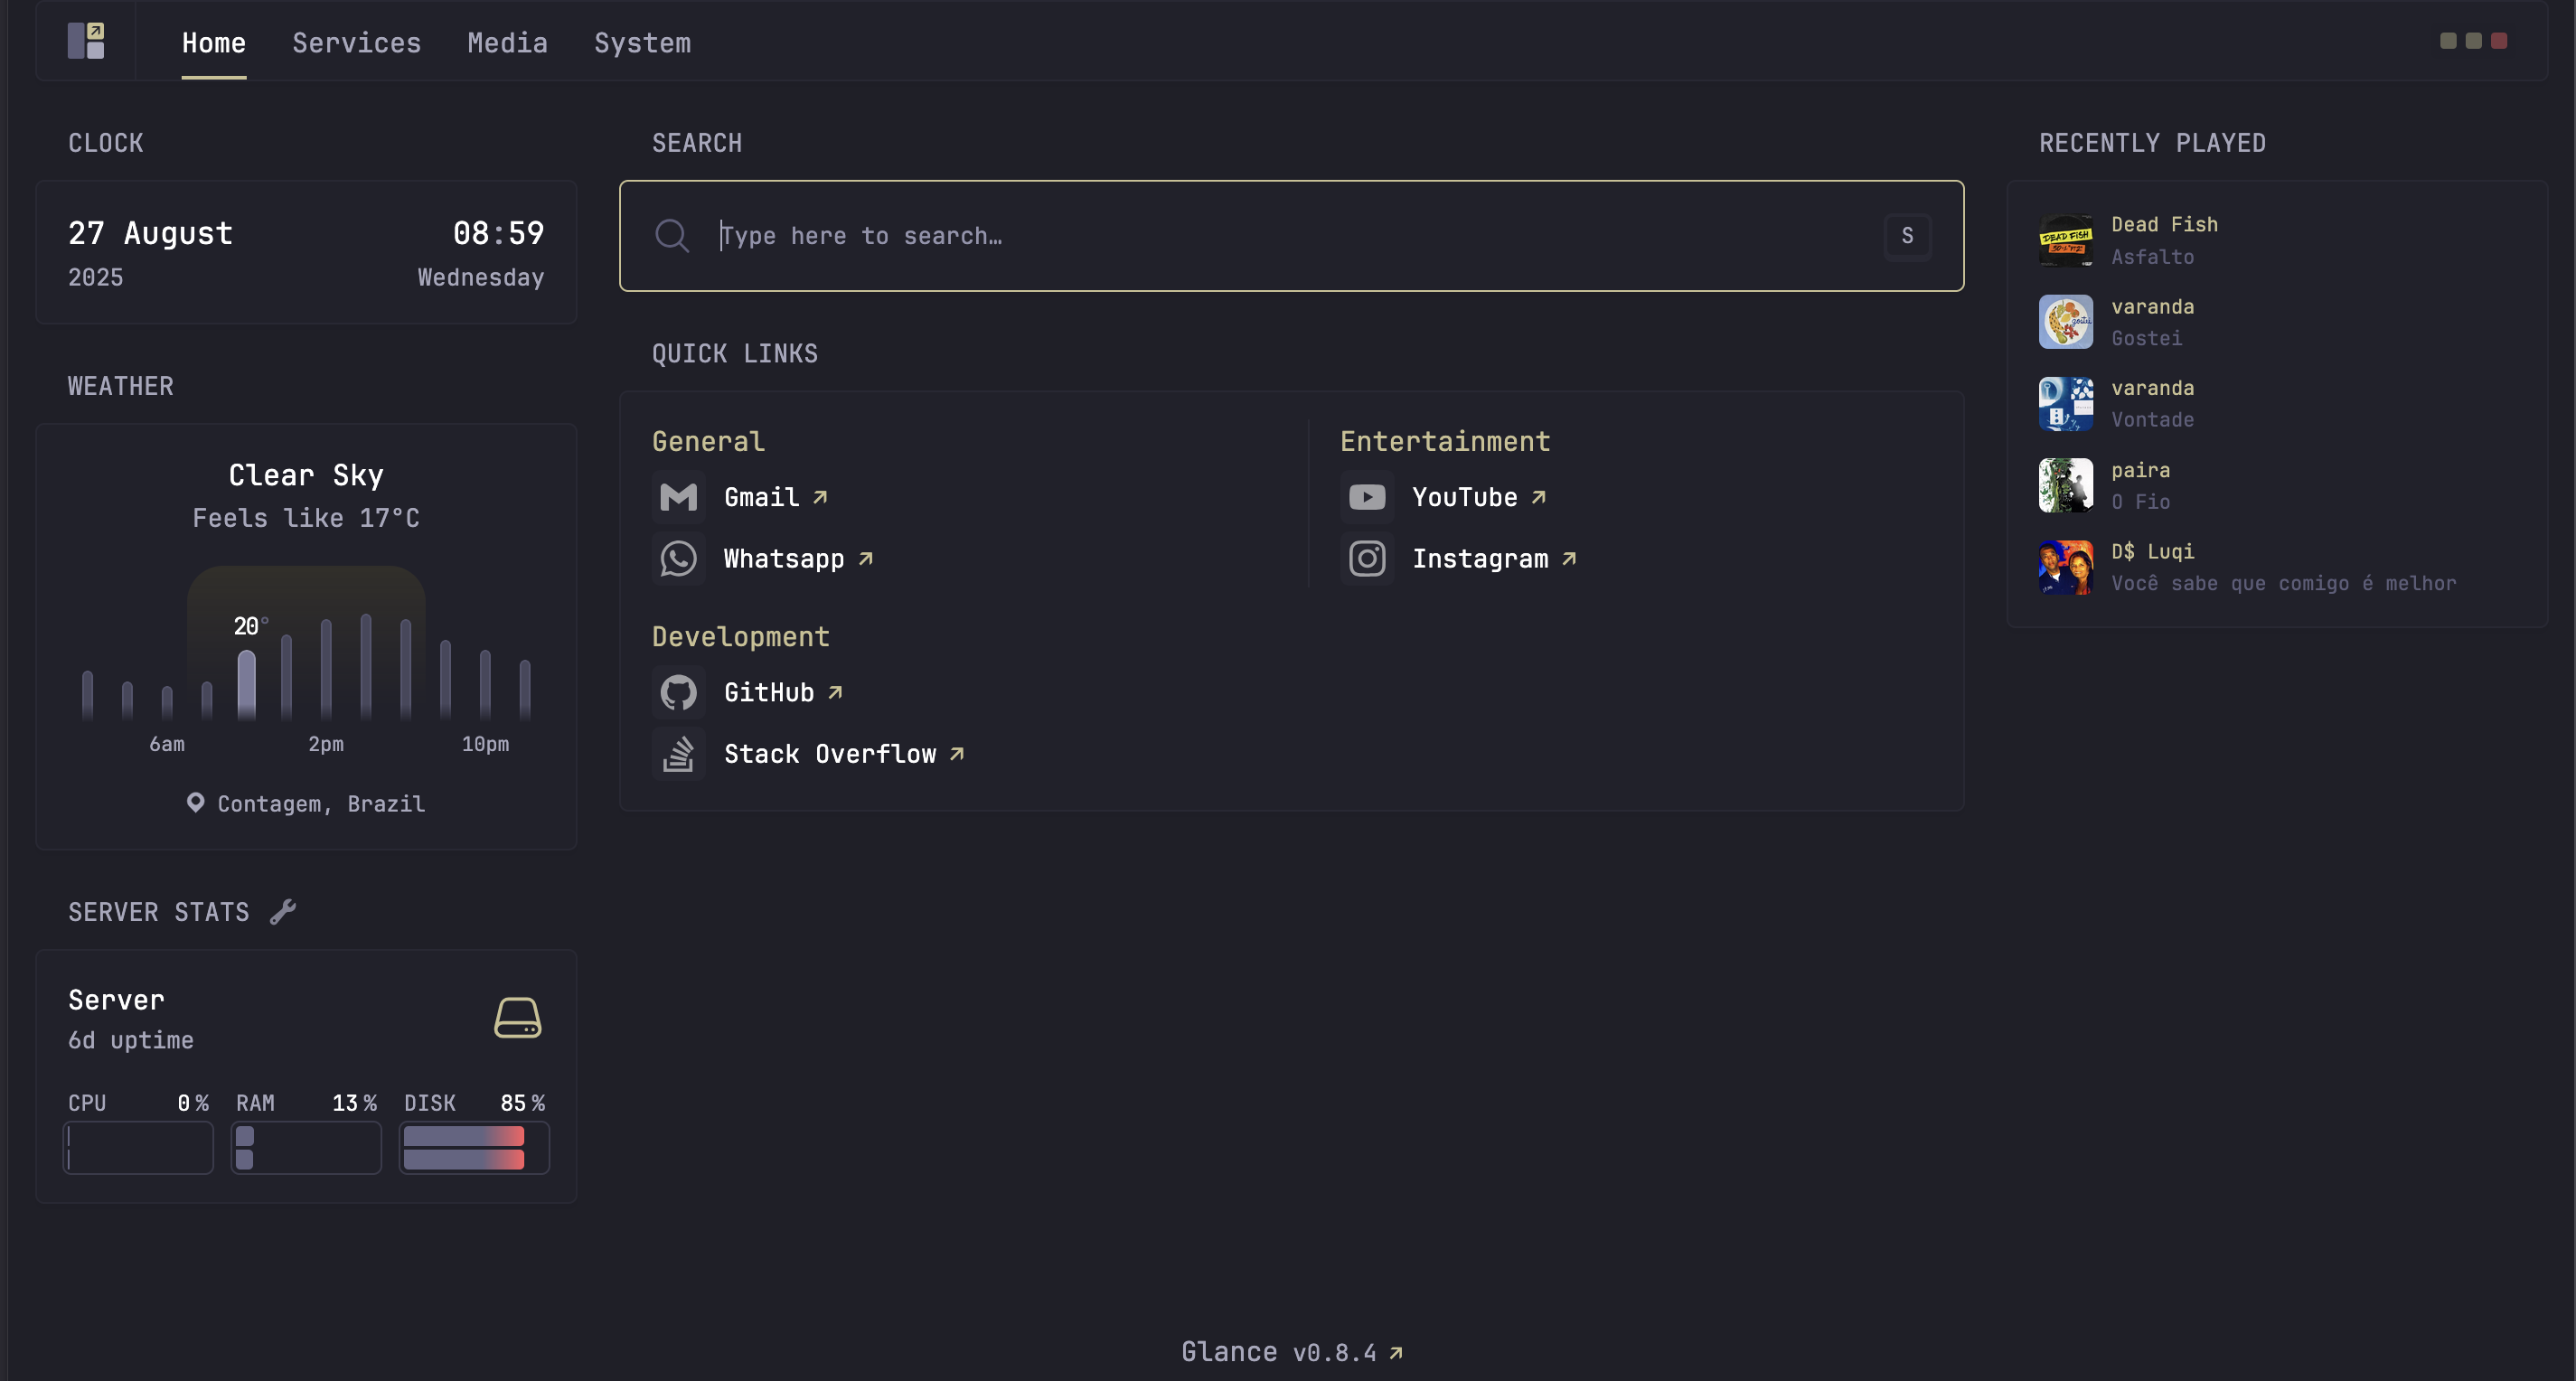 Home Services Media System
CLOCK
27 August 08:59
2025 Wednesday
WEATHER
Clear Sky
Feels like 17°C
20°
6am 2pm 10pm
Contagem, Brazil
SERVER STATS
Server
6d uptime
CPU 0% RAM 13% DISK 85%
SEARCH
Type here to search…
S
QUICK LINKS
General
Gmail
Whatsapp
Entertainment
YouTube
Instagram
Development
GitHub
Stack Overflow
RECENTLY PLAYED
DEAD FISH
Dead Fish
Asfalto
gostei
varanda
Gostei
varanda
Vontade
paira
O Fio
D$ Luqi
Você sabe que comigo é melhor
Glance v0.8.4